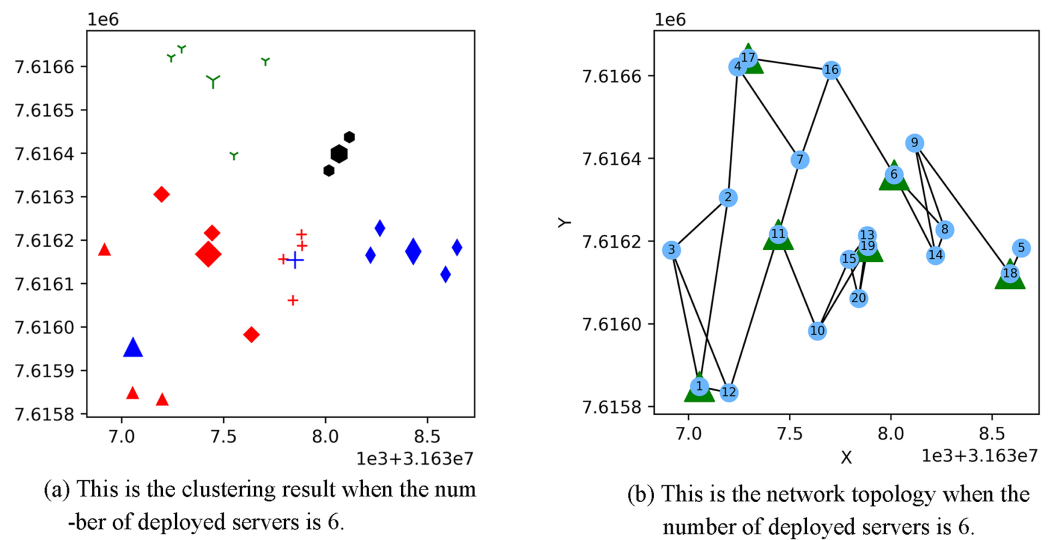 1e6
7.6166
7.6165
7.6164
7.6163
7.6162
7.6161
7.6160
7.6159
7.6158
7.0 7.5 8.0 8.5
1e3+3.163e7
(a) This is the clustering result when the num
-ber of deployed servers is 6.
1e6
7.6166
7.6164
7.6162
7.6160
7.6158
Y
17
4
16
9
7
6
2
8
11
13
19
3
5
15
14
18
20
10
1
12
7.0 7.5 8.0 8.5
X
1e3+3.163e7
(b) This is the network topology when the
number of deployed servers is 6.